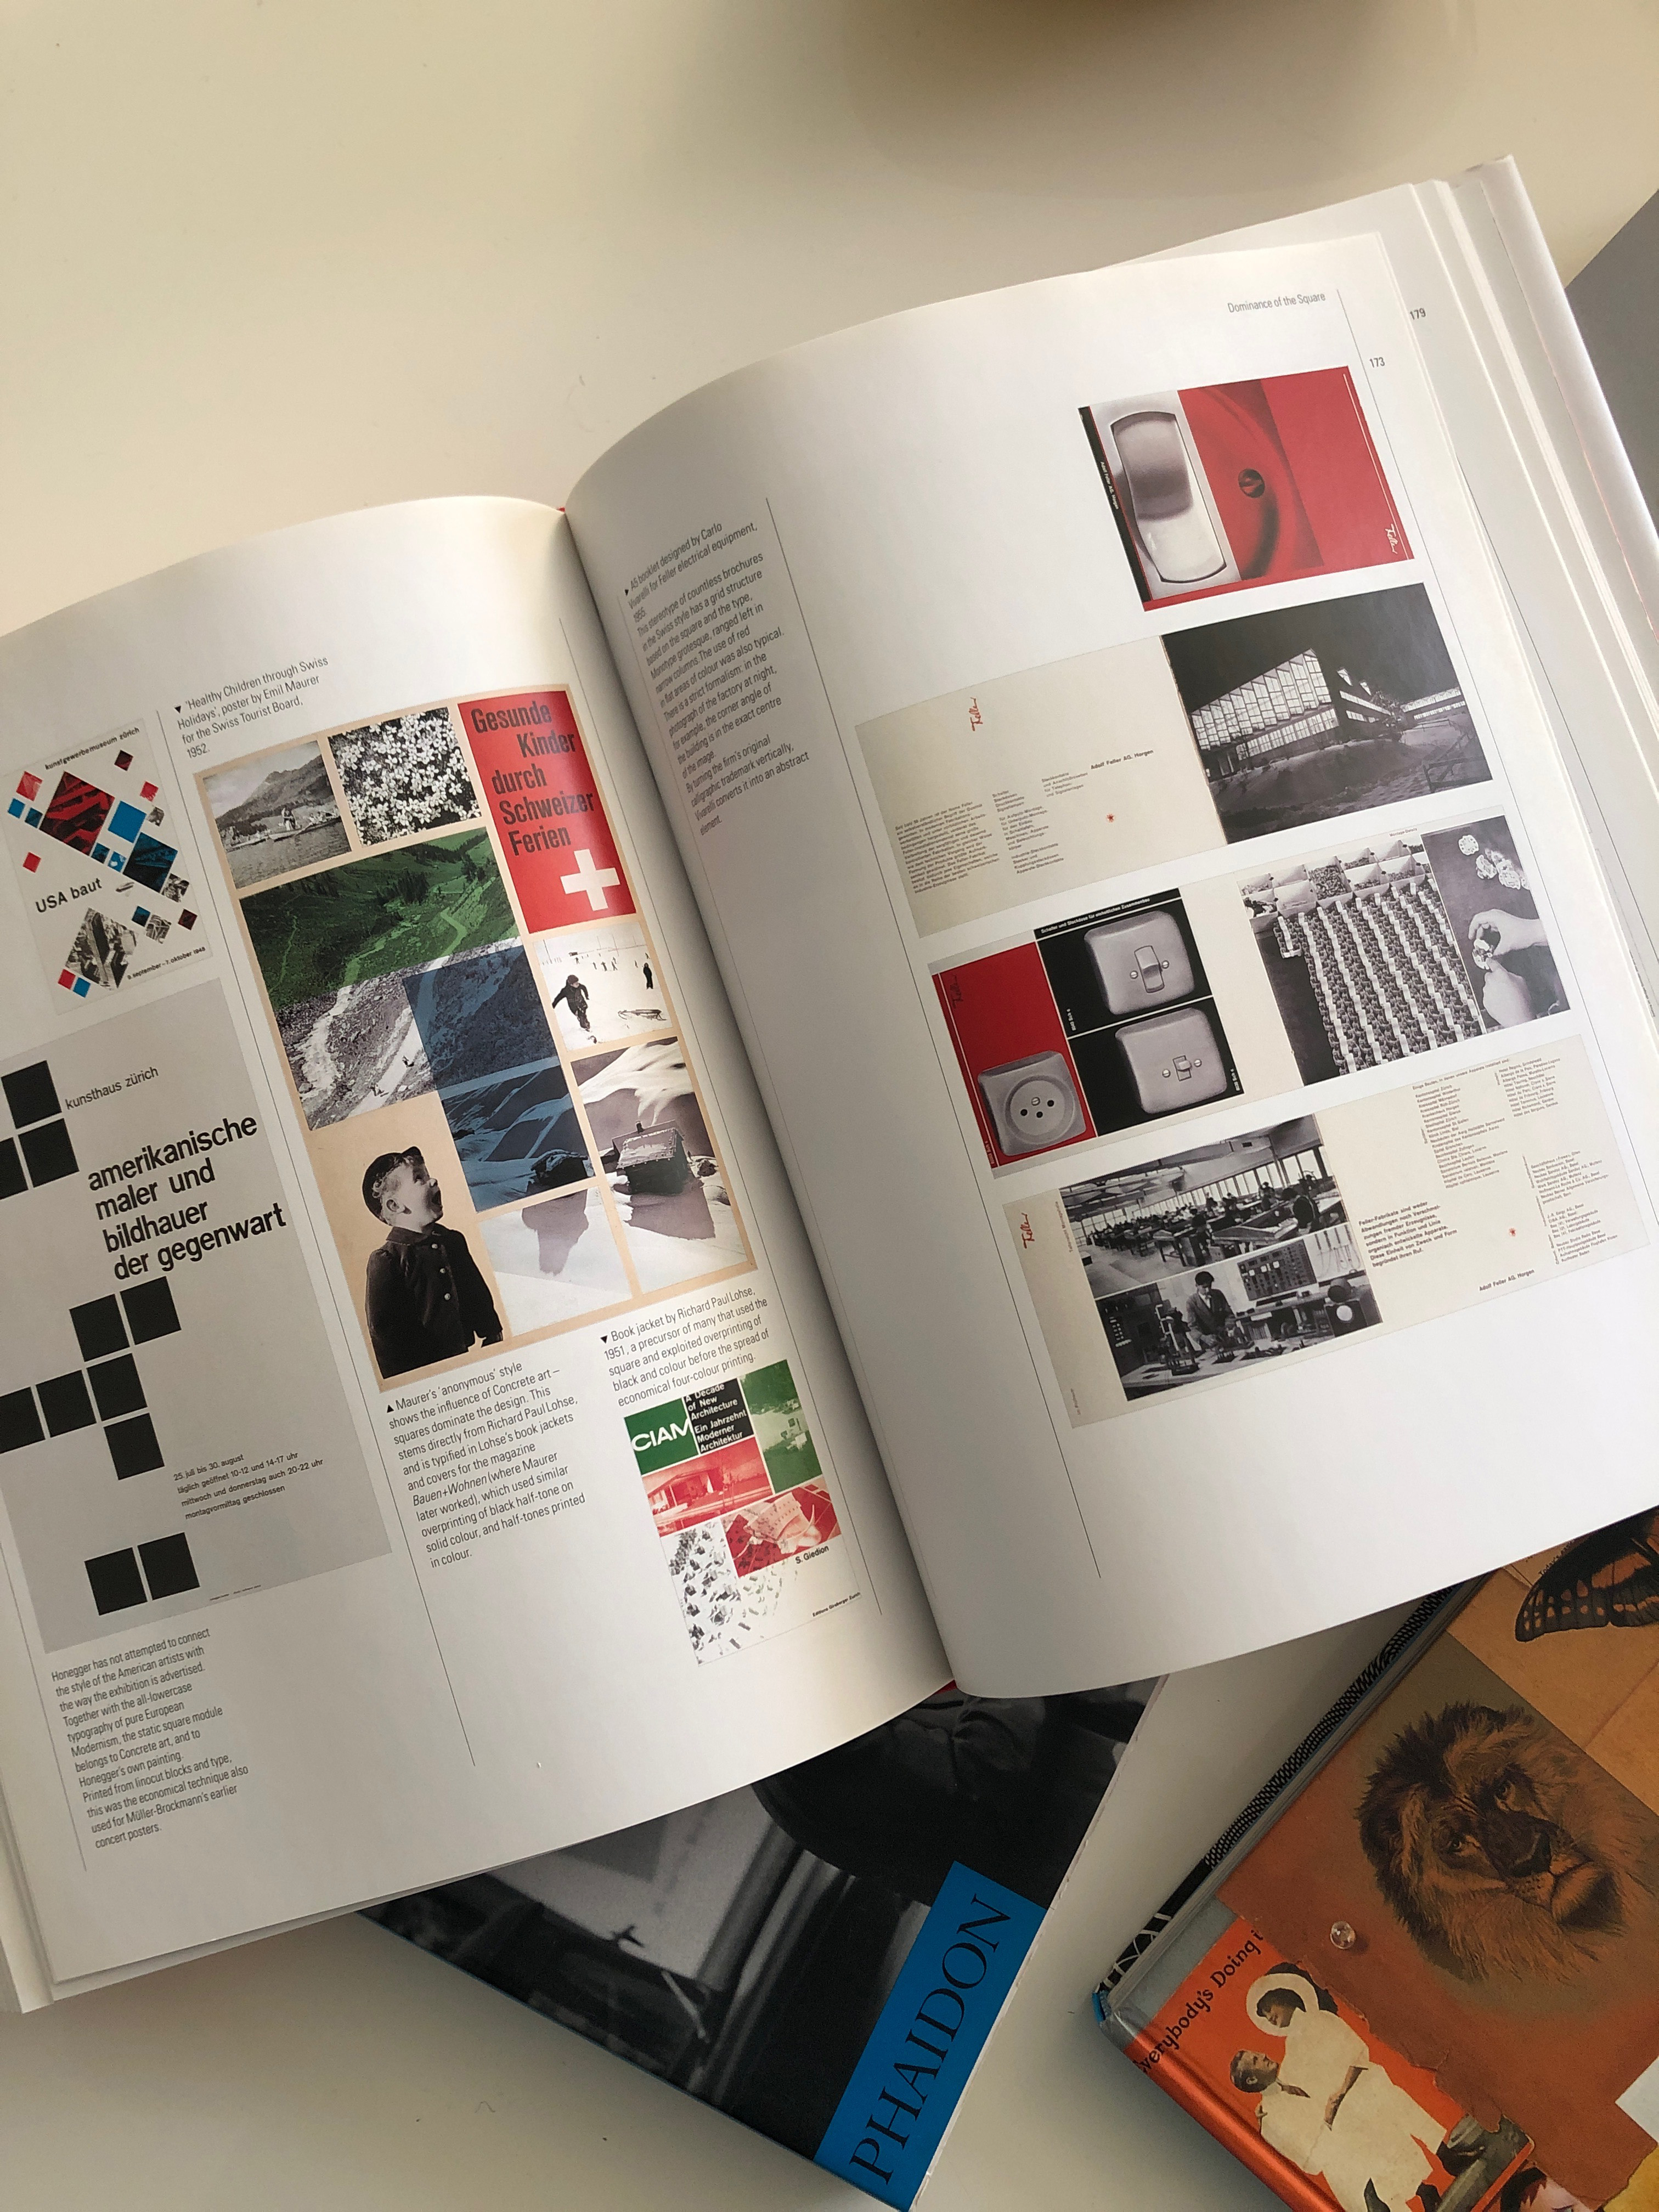 kunstgewerbemuseum zürich
USA baut
9. september – 7. oktober 1945
kunsthaus zürich
amerikanische
maler und
bildhauer
der gegenwart
25. juli bis 30. august
täglich geöffnet 10-12 und 14-17 uhr
mittwoch und donnerstag auch 20-22 uhr
montagvormittag geschlossen
Honegger has not attempted to connect
the style of the American artists with
the way the exhibition is advertised.
Together with the all-lowercase
typography of pure European
Modernism, the static square module
belongs to Concrete art, and to
Honegger's own painting.
Printed from linocut blocks and type,
this was the economical technique also
used for Müller-Brockmann's earlier
concert posters.
▼ 'Healthy Children through Swiss
Holidays', poster by Emil Maurer
for the Swiss Tourist Board,
1952.
Gesunde
Kinder
durch
Schweizer
Ferien
▲ Maurer's 'anonymous' style
shows the influence of Concrete art –
squares dominate the design. This
stems directly from Richard Paul Lohse,
and is typified in Lohse's book jackets
and covers for the magazine
Bauen+Wohnen (where Maurer
later worked), which used similar
overprinting of black half-tone on
solid colour, and half-tones printed
in colour.
▼ Book jacket by Richard Paul Lohse,
1951, a precursor of many that used the
square and exploited overprinting of
black and colour before the spread of
economical four-colour printing.
CIAM
A Decade
of New
Architecture
Ein Jahrzehnt
Moderner
Architektur
S. Giedion
Editions Girsberger Zurich
Dominance of the Square
179
173
▶ A5 booklet designed by Carlo
Vivarelli for Feller electrical equipment,
1955.
This stereotype of countless brochures
in the Swiss style has a grid structure
based on the square and the type,
Monotype grotesque, ranged left in
narrow columns. The use of red
in flat areas of colour was also typical.
There is a strict formalism: in the
photograph of the factory at night,
for example, the corner angle of
the building is in the exact centre
of the image.
By turning the firm's original
calligraphic trademark vertically,
Vivarelli converts it into an abstract
element.
Adolf Feller AG. Horgen
Feller
Feller
Adolf Feller AG. Horgen
Feller
Feller
Feller-Fabrikate sind weder
Abwandlungen noch Verschmel-
zungen fremder Erzeugnisse,
sondern in Funktion und Linie
organisch entwickelte Apparate.
Diese Einheit von Zweck und Form
begründet ihren Ruf.
Adolf Feller AG. Horgen
PHAIDON
verybody's Doing i